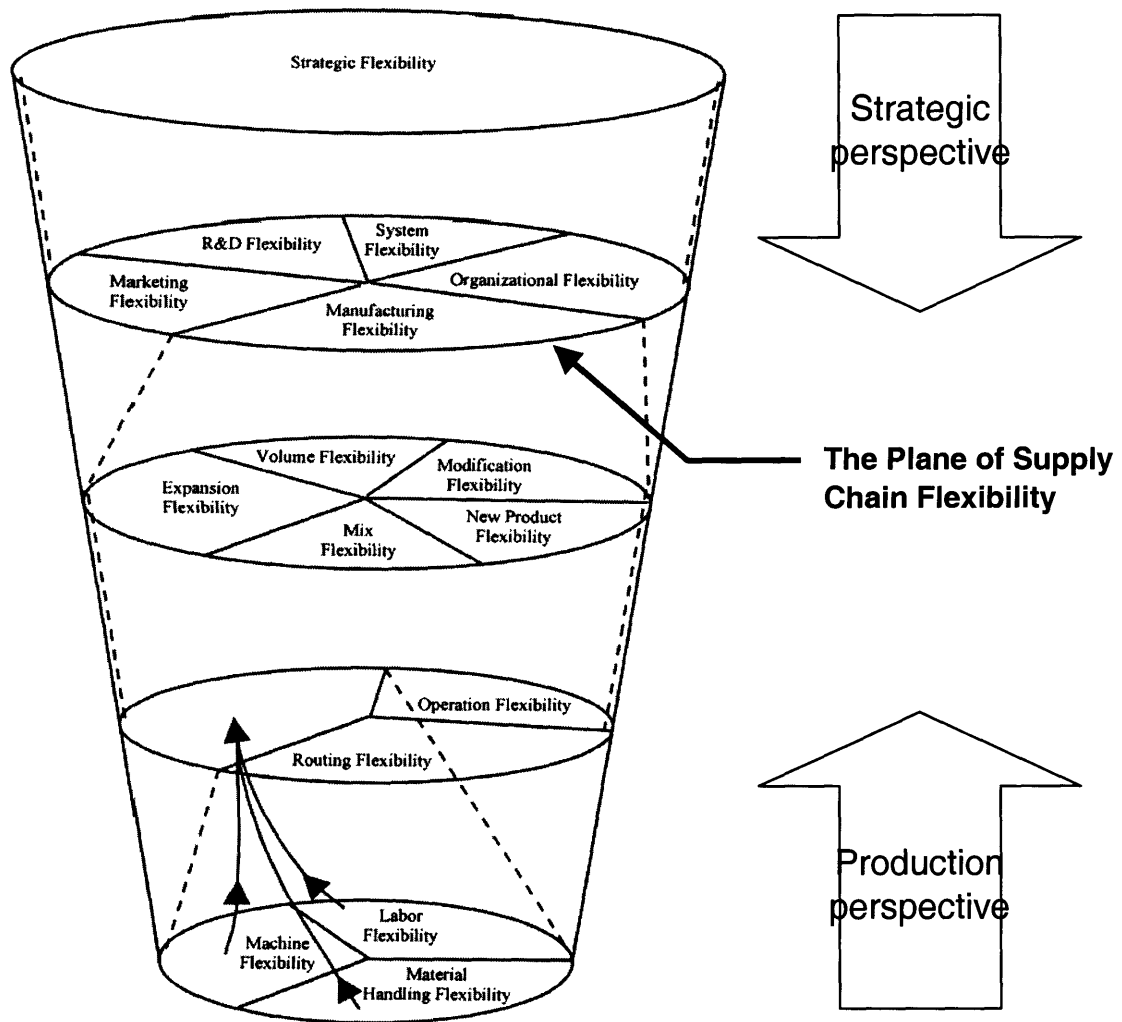 Strategic Flexibility
Strategic
perspective
R&D Flexibility
System
Flexibility
Marketing
Flexibility
Organizational Flexibility
Manufacturing
Flexibility
The Plane of Supply
Chain Flexibility
Volume Flexibility
Modification
Flexibility
Expansion
Flexibility
New Product
Flexibility
Mix
Flexibility
Operation Flexibility
Routing Flexibility
Production
perspective
Labor
Flexibility
Machine
Flexibility
Material
Handling Flexibility